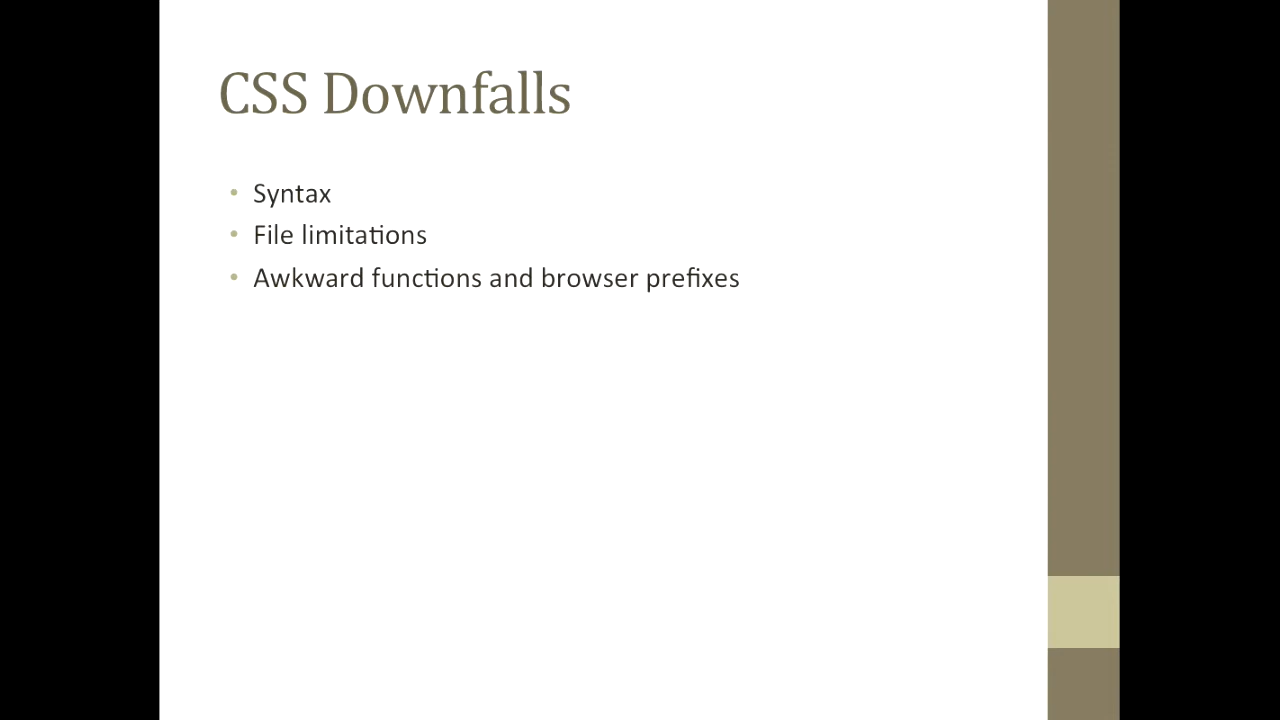 CSS Downfalls
• Syntax
• File limitations
• Awkward functions and browser prefixes